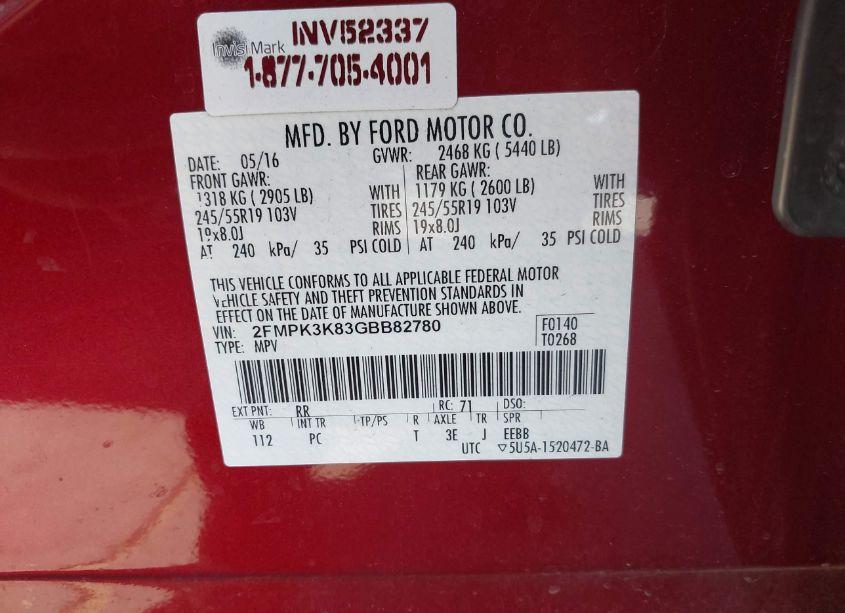 InvisiMark INV52337
1-877-705-4001
MFD. BY FORD MOTOR CO.
DATE: 05/16 GVWR: 2468 KG ( 5440 LB)
FRONT GAWR: REAR GAWR:
1318 KG ( 2905 LB) WITH 1179 KG ( 2600 LB) WITH
245/55R19 103V TIRES 245/55R19 103V TIRES
19x8.0J RIMS 19x8.0J RIMS
AT 240 kPa/ 35 PSI COLD AT 240 kPa/ 35 PSI COLD
THIS VEHICLE CONFORMS TO ALL APPLICABLE FEDERAL MOTOR
VEHICLE SAFETY AND THEFT PREVENTION STANDARDS IN
EFFECT ON THE DATE OF MANUFACTURE SHOWN ABOVE.
VIN: 2FMPK3K83GBB82780 F0140
TYPE: MPV T0268
EXT PNT: RR RC: 71 DSO:
WB INT TR TP/PS R AXLE TR SPR
112 PC T 3E J EEBB
UTC ▽5U5A-1520472-BA